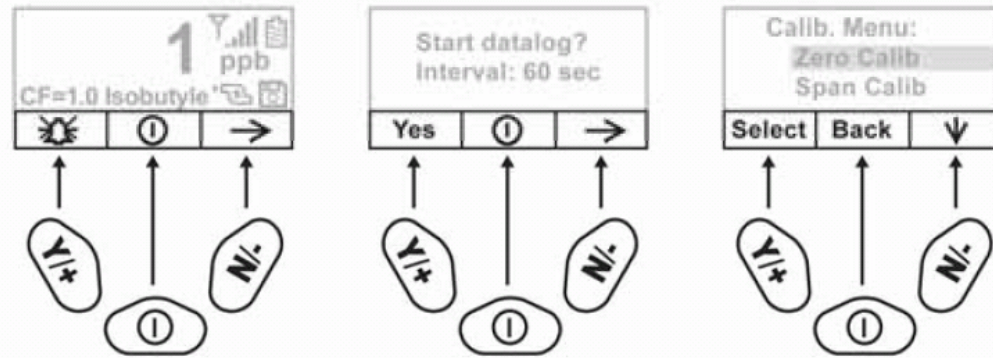 1
ppb
CF=1.0 Isobutyle
Y/+
N/-
Start datalog?
Interval: 60 sec
Yes
Y/+
N/-
Calib. Menu:
Zero Calib
Span Calib
Select Back
Y/+
N/-